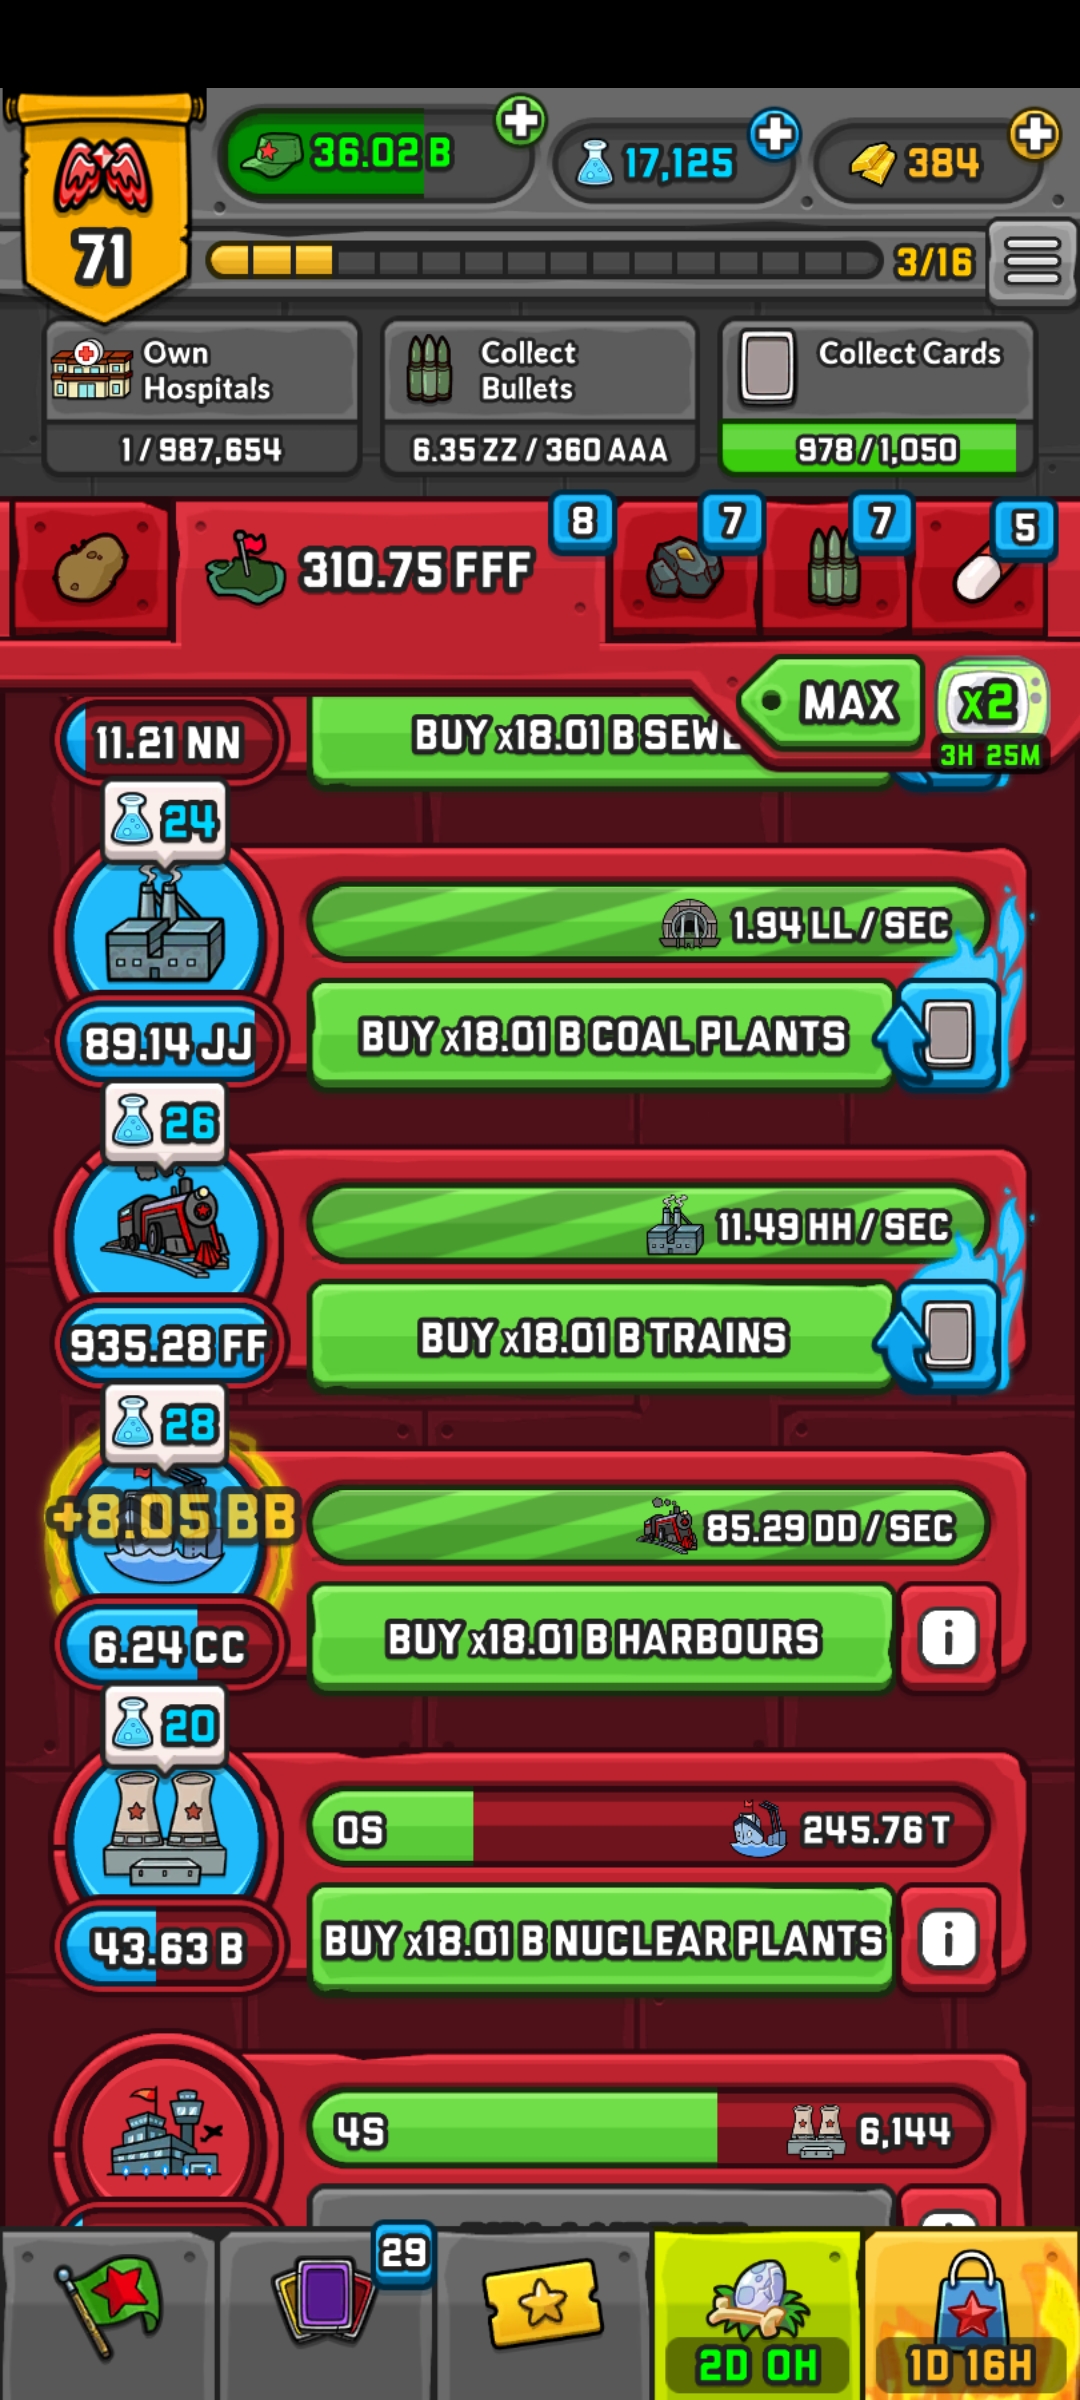 36.02 B
17,125
384
71
3/16
Own
Hospitals
1/987,654
Collect
Bullets
6.35 ZZ / 360 AAA
Collect Cards
978/1,050
310.75 FFF
8
7
7
5
MAX
x2
3H 25M
11.21 NN
BUY x18.01 B
24
1.94 LL / SEC
89.14 JJ
BUY x18.01 B COAL PLANTS
26
11.49 HH / SEC
935.28 FF
BUY x18.01 B TRAINS
28
+8.05 BB
85.29 DD / SEC
6.24 CC
BUY x18.01 B HARBOURS
i
20
0S
245.76 T
43.63 B
BUY x18.01 B NUCLEAR PLANTS
i
4S
6,144
29
2D 0H
1D 16H